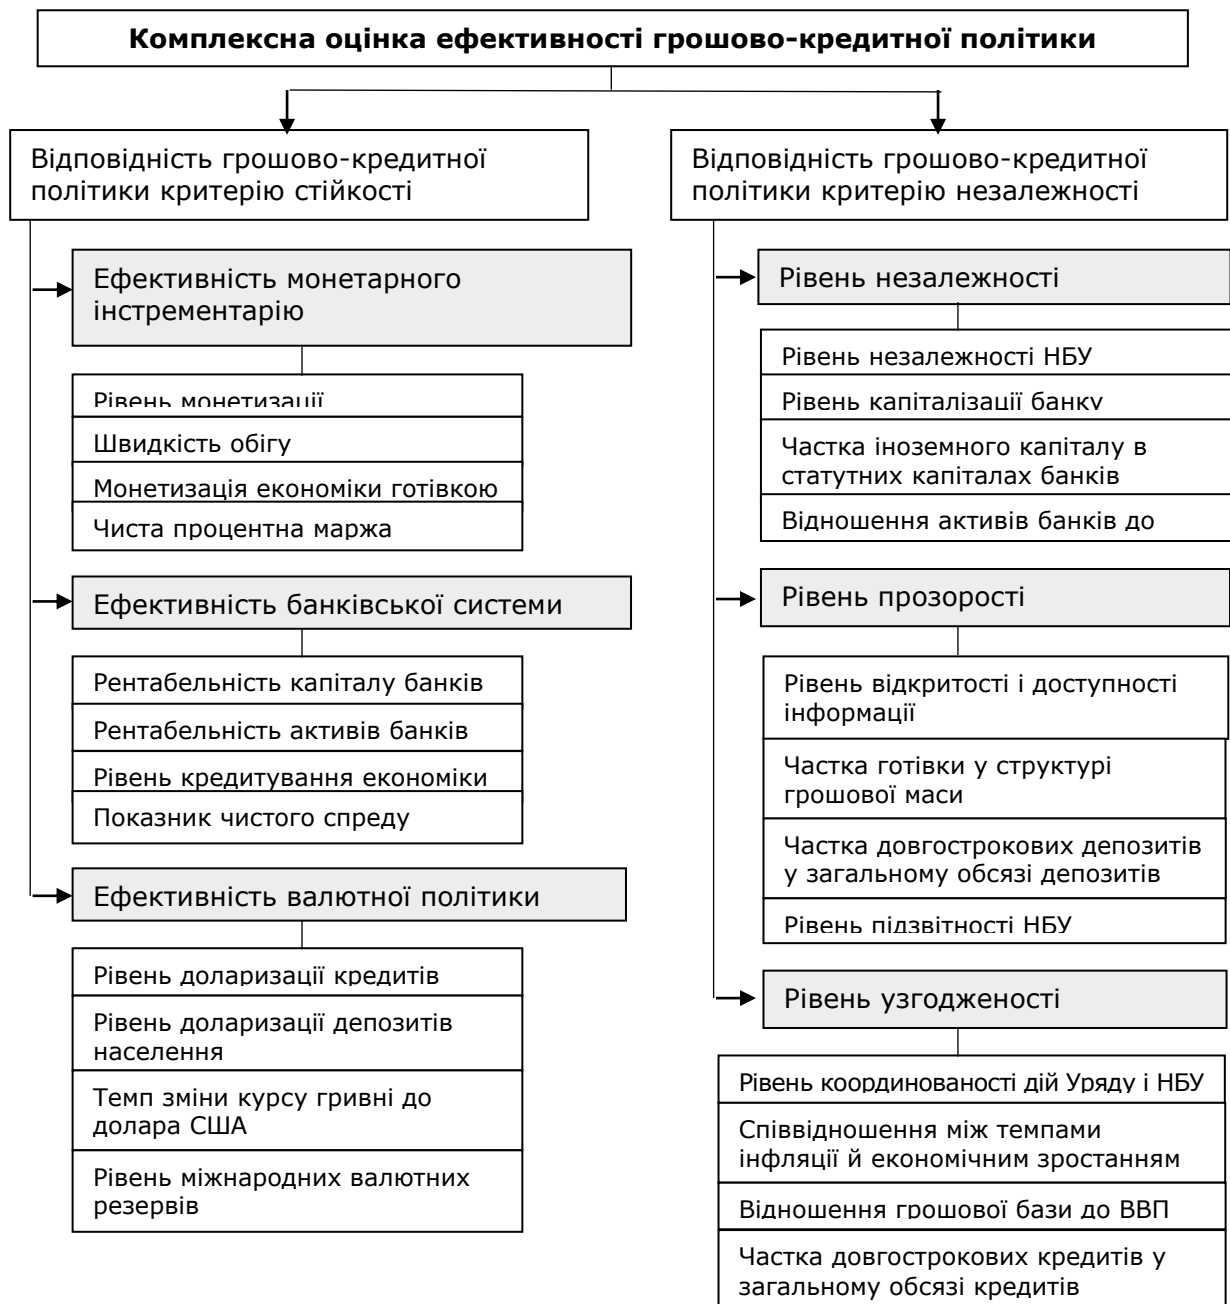 Комплексна оцінка ефективності грошово-кредитної політики
Відповідність грошово-кредитної
політики критерію стійкості
Ефективність монетарного
інстрементарію
Рівень монетизації
Швидкість обігу
Монетизація економіки готівкою
Чиста процентна маржа
Ефективність банківської системи
Рентабельність капіталу банків
Рентабельність активів банків
Рівень кредитування економіки
Показник чистого спреду
Ефективність валютної політики
Рівень доларизації кредитів
Рівень доларизації депозитів
населення
Темп зміни курсу гривні до
долара США
Рівень міжнародних валютних
резервів
Відповідність грошово-кредитної
політики критерію незалежності
Рівень незалежності
Рівень незалежності НБУ
Рівень капіталізації банку
Частка іноземного капіталу в
статутних капіталах банків
Відношення активів банків до
Рівень прозорості
Рівень відкритості і доступності
інформації
Частка готівки у структурі
грошової маси
Частка довгострокових депозитів
у загальному обсязі депозитів
Рівень підзвітності НБУ
Рівень узгодженості
Рівень координованості дій Уряду і НБУ
Співвідношення між темпами
інфляції й економічним зростанням
Відношення грошової бази до ВВП
Частка довгострокових кредитів у
загальному обсязі кредитів